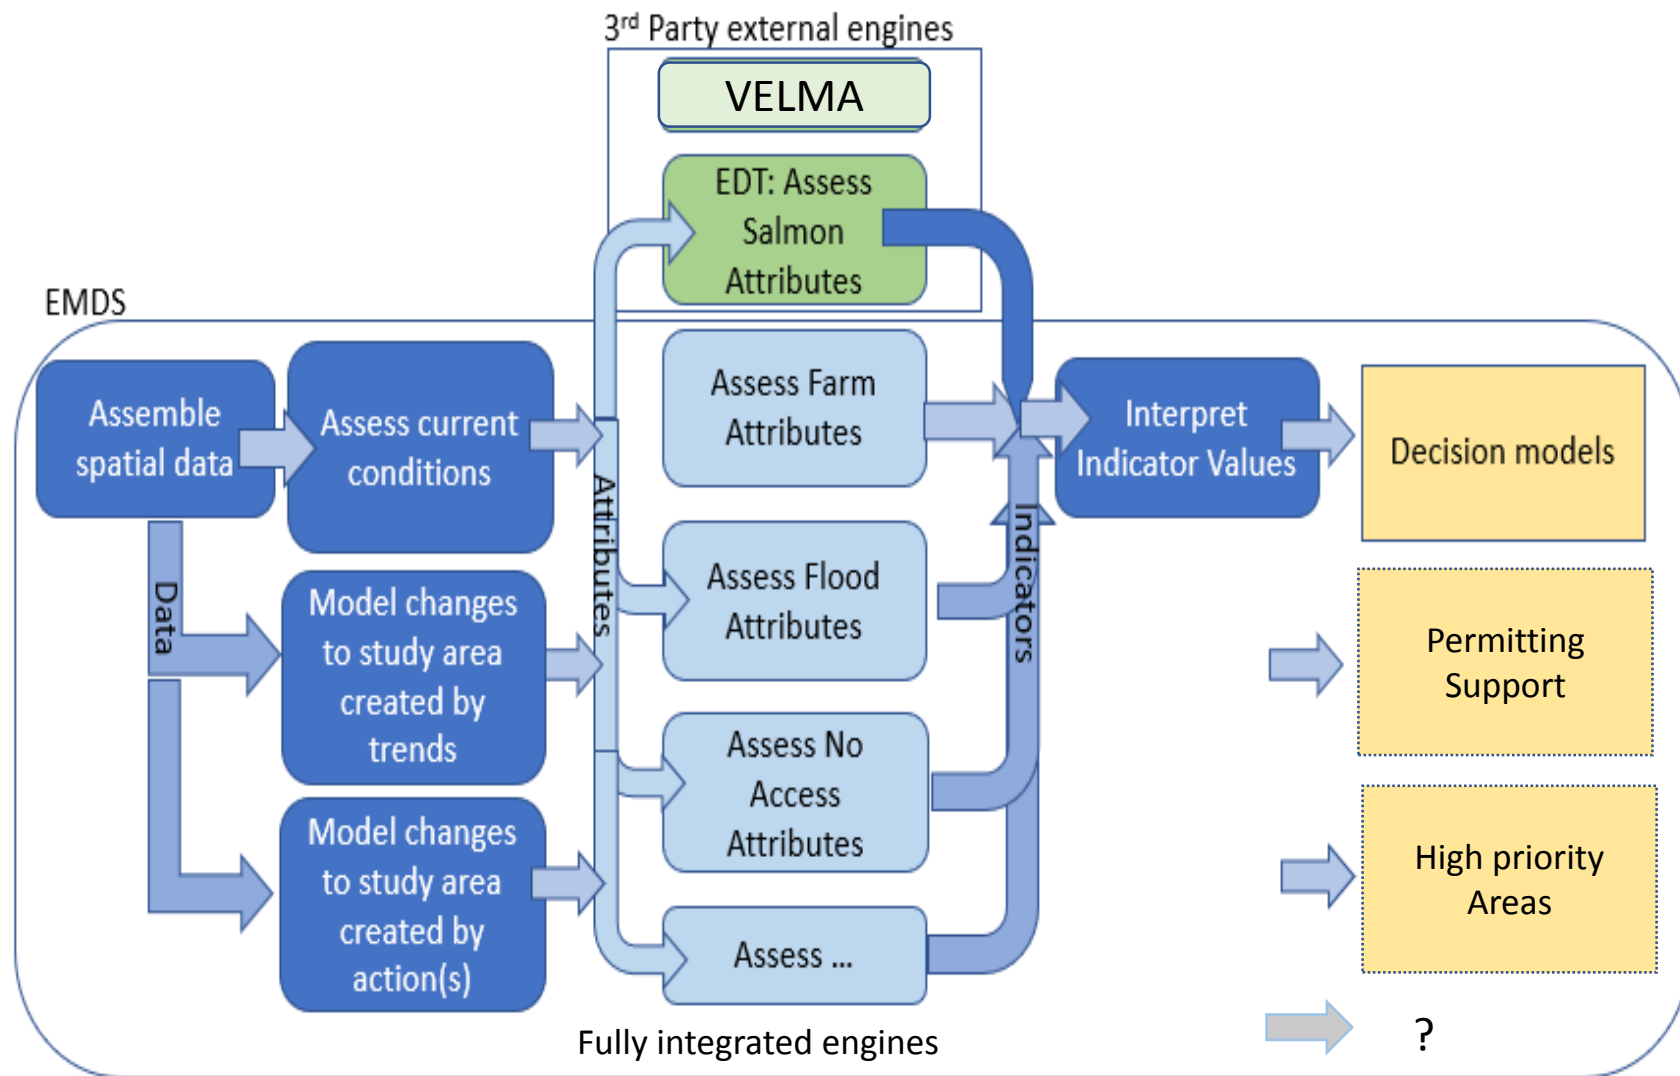 3rd Party external engines
VELMA
EDT: Assess
Salmon
Attributes
EMDS
Assemble
spatial data
Assess current
conditions
Data
Model changes
to study area
created by
trends
Model changes
to study area
created by
action(s)
Attributes
Assess Farm
Attributes
Assess Flood
Attributes
Assess No
Access
Attributes
Assess ...
Fully integrated engines
Indicators
Interpret
Indicator Values
Decision models
Permitting
Support
High priority
Areas
?